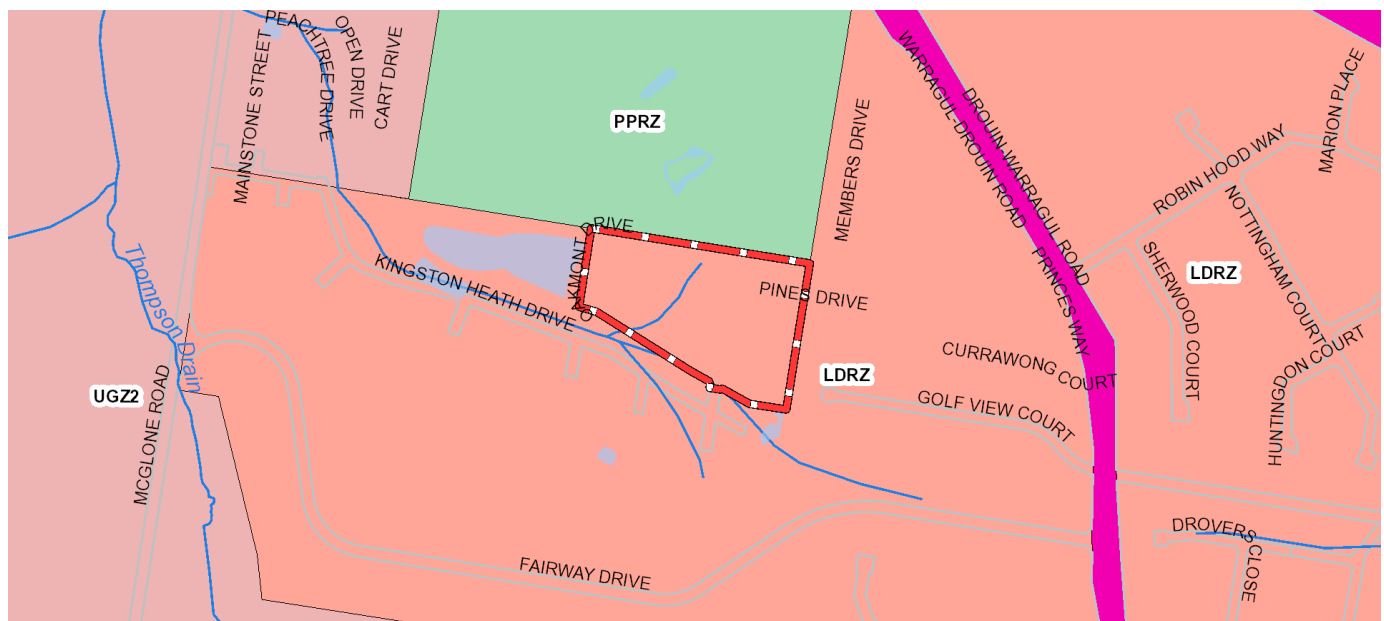 PEACHTREE DRIVE
OPEN DRIVE
CART DRIVE
MAINSTONE STREET
PPRZ
MEMBERS DRIVE
WARRAGUL-DROUIN ROAD
DROUIN-WARRAGUL ROAD
PRINCES WAY
MARION PLACE
ROBIN HOOD WAY
NOTTINGHAM COURT
SHERWOOD COURT
LDRZ
HUNTINGDON COURT
Thompson Drain
KINGSTON HEATH DRIVE
KMONT
RIVE
PINES DRIVE
LDRZ
CURRAWONG COURT
GOLF VIEW COURT
UGZ2
MCGLONE ROAD
FAIRWAY DRIVE
DROVERS CLOSE